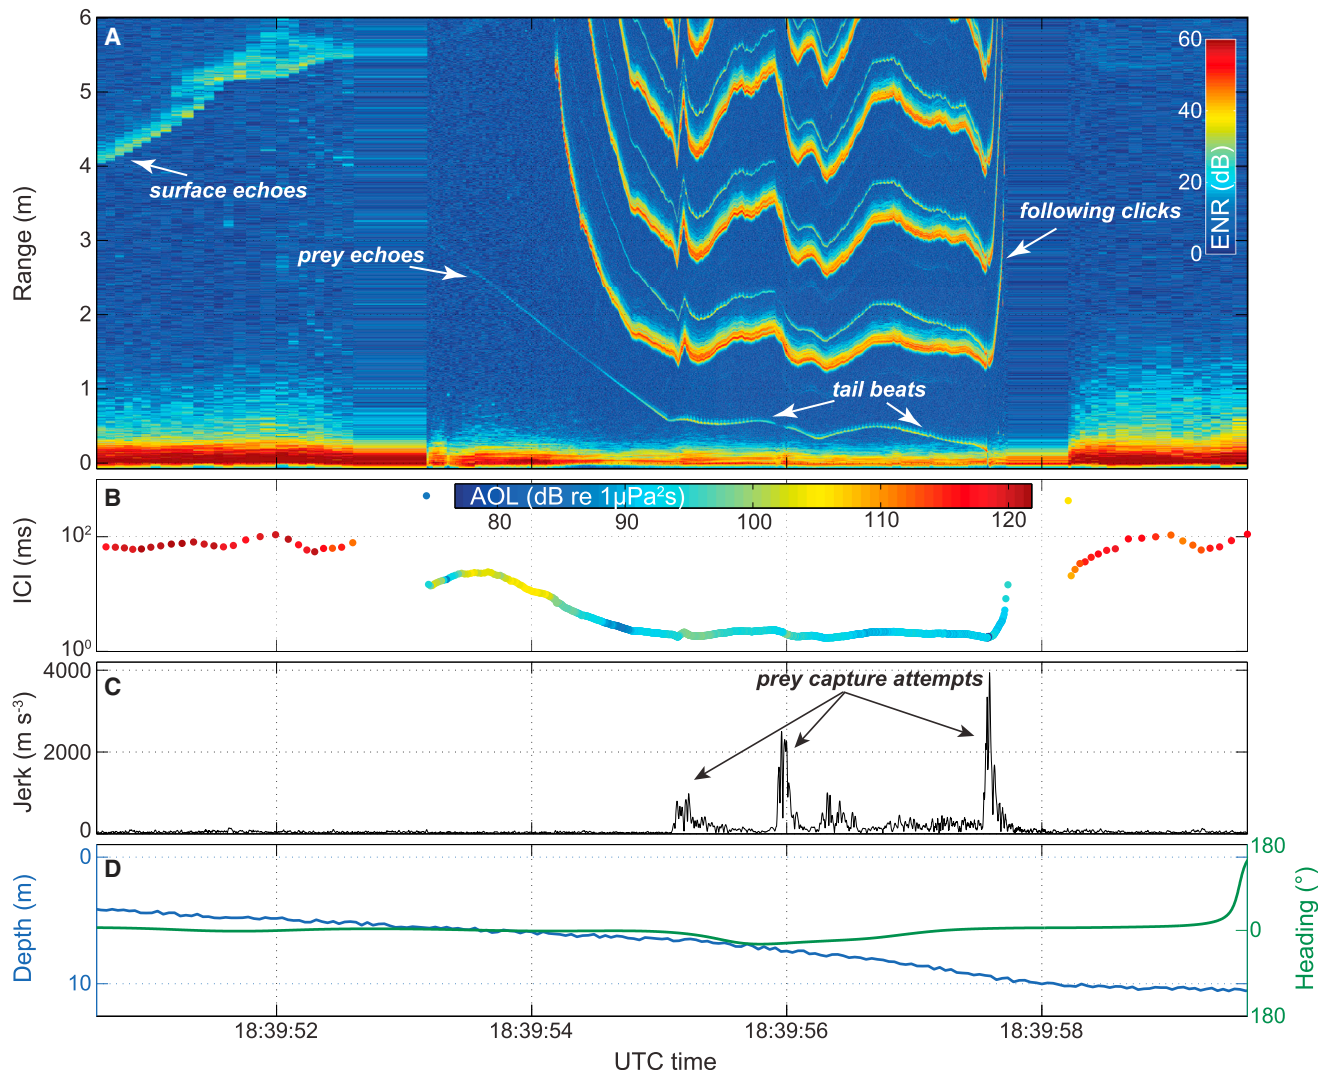 A
6
5
4
3
2
1
0
Range (m)
surface echoes
prey echoes
tail beats
following clicks
60
40
20
0
ENR (dB)
B
AOL (dB re 1µPa²s)
80 90 100 110 120
10²
10⁰
ICI (ms)
C
prey capture attempts
4000
2000
0
Jerk (m s⁻³)
D
0
10
Depth (m)
180
0
180
Heading (°)
18:39:52 18:39:54 18:39:56 18:39:58
UTC time